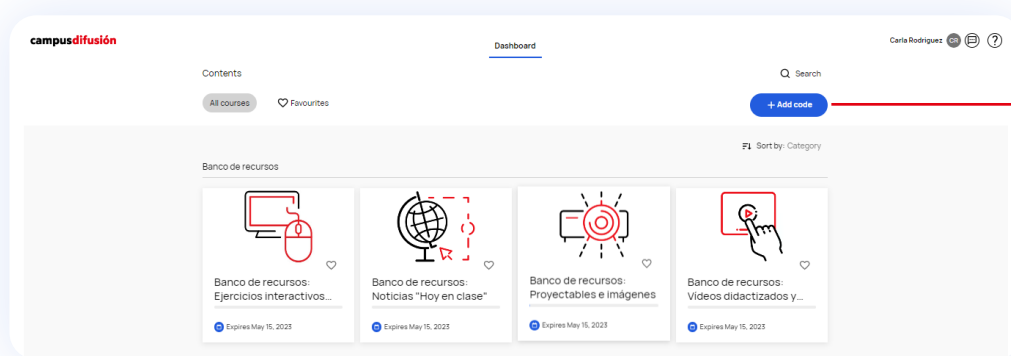 campusdifusión
Dashboard
Carla Rodriguez CR ?
Contents
Search
All courses Favourites
+ Add code
Sort by: Category
Banco de recursos
Banco de recursos:
Ejercicios interactivos...
Expires May 15, 2023
Banco de recursos:
Noticias "Hoy en clase"
Expires May 15, 2023
Banco de recursos:
Proyectables e imágenes
Expires May 15, 2023
Banco de recursos:
Vídeos didactizados y...
Expires May 15, 2023